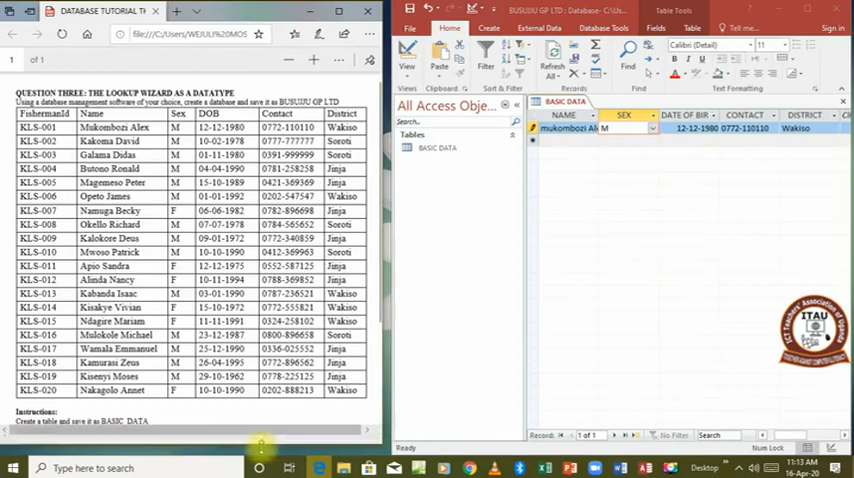 DATABASE TUTORIAL TH
file:///C:/Users/WEJULI%20MOS
1 of 1
QUESTION THREE: THE LOOKUP WIZARD AS A DATATYPE
Using a database management software of your choice, create a database and save it as BUSUJJU GP LTD
FishermanId Name Sex DOB Contact District
KLS-001 Mukombozi Alex M 12-12-1980 0772-110110 Wakiso
KLS-002 Kakoma David M 10-02-1978 0777-777777 Soroti
KLS-003 Galama Didas M 01-11-1980 0391-999999 Soroti
KLS-004 Butono Ronald M 04-04-1990 0781-258258 Jinja
KLS-005 Magemeso Peter M 15-10-1989 0421-369369 Jinja
KLS-006 Opeto James M 01-01-1992 0202-547547 Wakiso
KLS-007 Namuga Becky F 06-06-1982 0782-896698 Jinja
KLS-008 Okello Richard M 07-07-1978 0784-565652 Soroti
KLS-009 Kalokore Deus M 09-01-1972 0772-340859 Jinja
KLS-010 Mwoso Patrick M 10-10-1990 0412-369963 Soroti
KLS-011 Apio Sandra F 12-12-1975 0552-587125 Jinja
KLS-012 Alinda Nancy F 10-11-1994 0788-369852 Jinja
KLS-013 Kabanda Isaac M 03-01-1990 0787-236521 Wakiso
KLS-014 Kisakye Vivian F 15-10-1972 0772-555821 Wakiso
KLS-015 Ndagire Mariam F 11-11-1991 0324-258102 Wakiso
KLS-016 Mulokole Michael M 23-12-1987 0800-896658 Soroti
KLS-017 Wamala Emmanuel M 25-12-1990 0336-025552 Jinja
KLS-018 Kamurasi Zeus M 26-04-1995 0772-896562 Jinja
KLS-019 Kisenyi Moses M 29-10-1962 0778-225125 Jinja
KLS-020 Nakagolo Annet F 10-10-1990 0202-888213 Wakiso
Instructions:
Create a table and save it as BASIC_DATA
BUSUJJU GP LTD : Database- C:\Us...
Table Tools
File Home Create External Data Database Tools Fields Table Tell me... Sign in
View Paste Filter Refresh All Find Calibri (Detail) 11
Views Clipboard Sort & Filter Records Find Text Formatting
All Access Obje...
Search...
Tables
BASIC DATA
BASIC DATA
NAME SEX DATE OF BIR CONTACT DISTRICT
mukombozi Al M 12-12-1980 0772-110110 Wakiso
ICT Teachers' Association of Uganda
ITAU
Record: 1 of 1 No Filter Search
Ready Num Lock
Type here to search
Desktop
11:13 AM
16-Apr-20